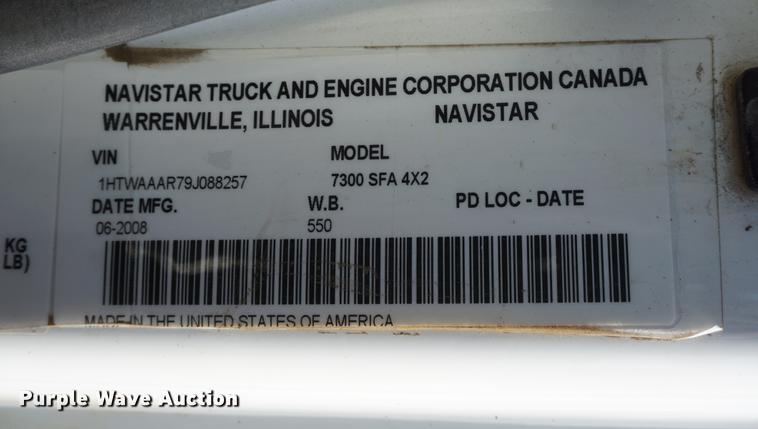 NAVISTAR TRUCK AND ENGINE CORPORATION CANADA
WARRENVILLE, ILLINOIS NAVISTAR
VIN MODEL
1HTWAAAR79J088257 7300 SFA 4X2
DATE MFG. W.B. PD LOC - DATE
06-2008 550
KG
LB)
MADE IN THE UNITED STATES OF AMERICA
Purple Wave Auction